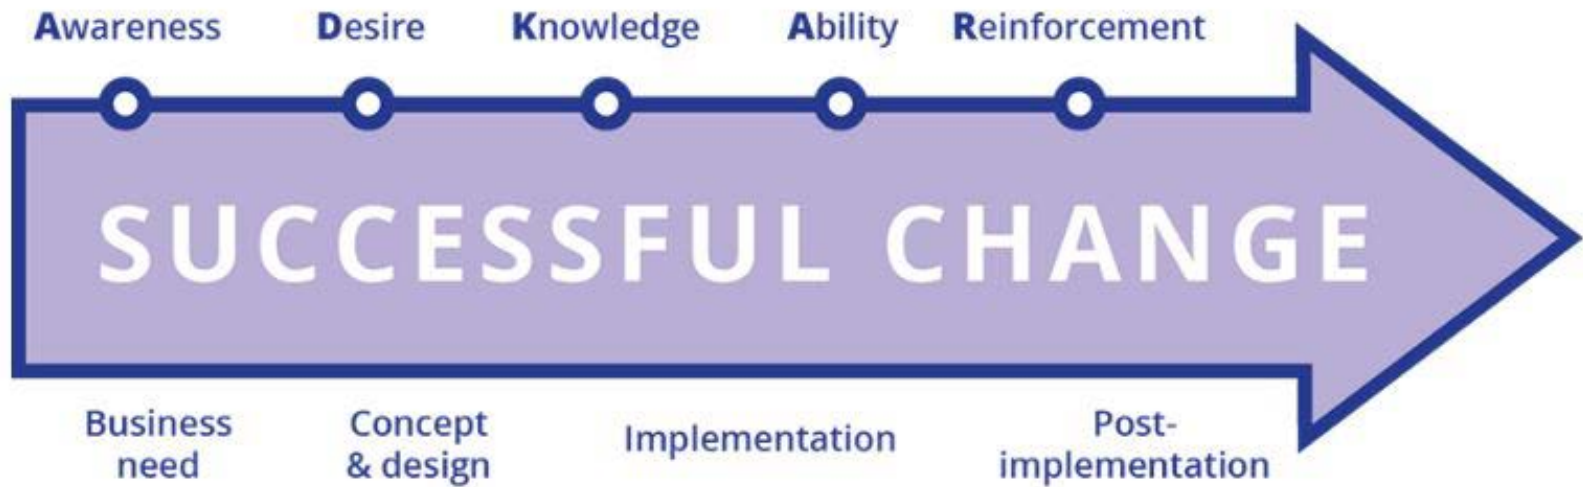 Awareness Desire Knowledge Ability Reinforcement
SUCCESSFUL CHANGE
Business
need
Concept
& design
Implementation
Post-
implementation